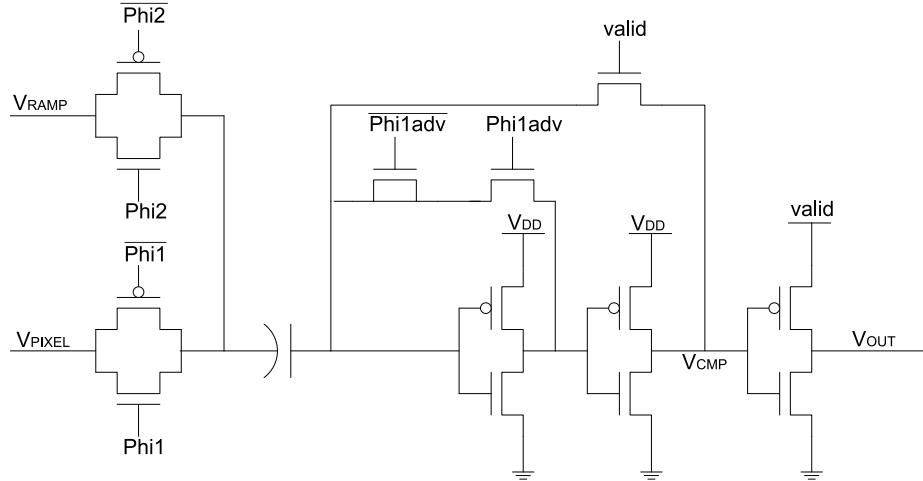 Phi2
valid
VRAMP
Phi1adv Phi1adv
Phi2
VDD VDD valid
Phi1
VPIXEL
VCMP
VOUT
Phi1